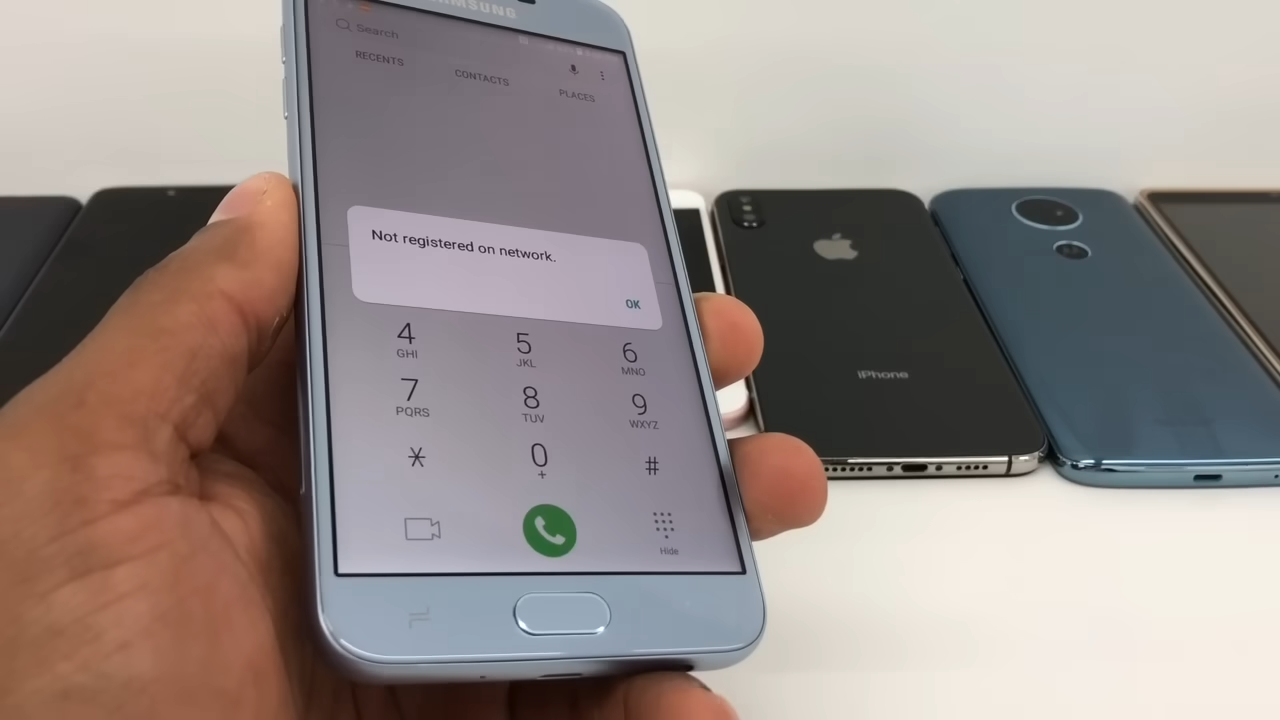 SAMSUNG
Search
RECENTS
CONTACTS
PLACES
Not registered on network.
OK
4
GHI
5
JKL
6
MNO
7
PQRS
8
TUV
9
WXYZ
*
0
+
#
Hide
iPhone